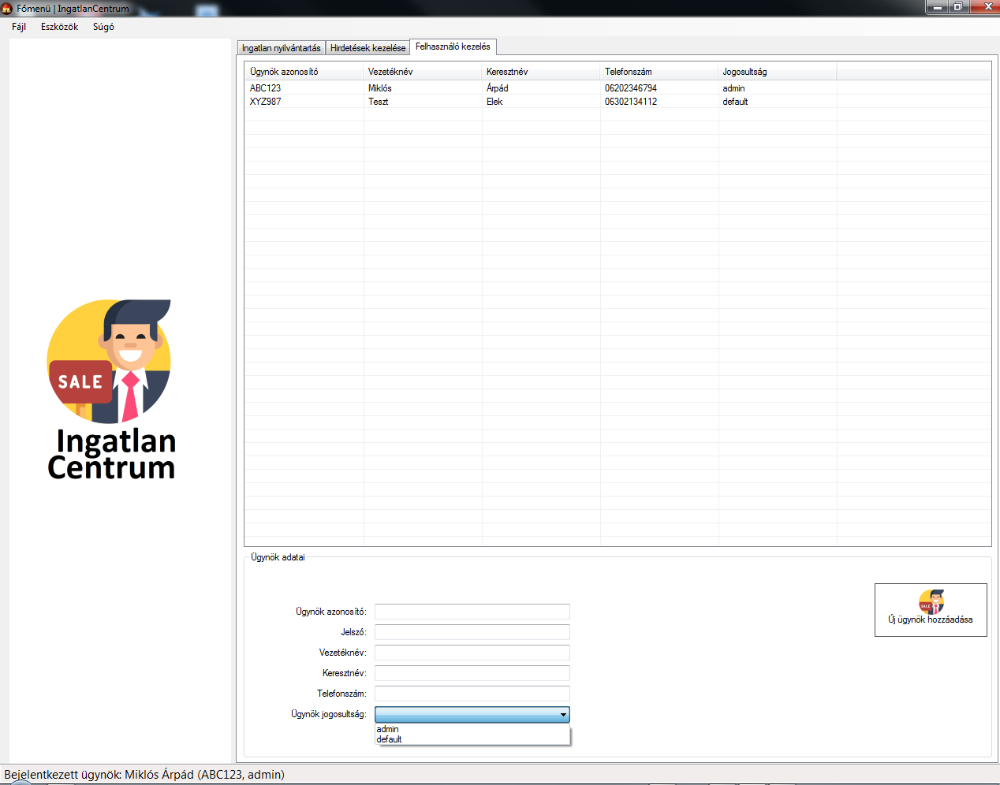 Főmenü | IngatlanCentrum
Fájl Eszközök Súgó
Ingatlan nyilvántartás Hirdetések kezelése Felhasználó kezelés
Ügynök azonosító Vezetéknév Keresztnév Telefonszám Jogosultság
ABC123 Miklós Árpád 06202346794 admin
XYZ987 Teszt Elek 06302134112 default
SALE
Ingatlan
Centrum
Ügynök adatai
Ügynök azonosító:
Jelszó:
Vezetéknév:
Keresztnév:
Telefonszám:
Ügynök jogosultság:
admin
default
SALE
Új ügynök hozzáadása
Bejelentkezett ügynök: Miklós Árpád (ABC123, admin)